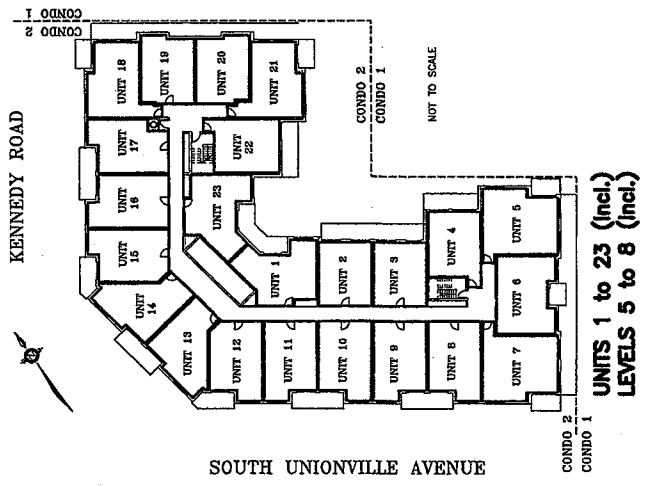 CONDO 1
CONDO 2
KENNEDY ROAD
UNIT 18
UNIT 19
UNIT 20
UNIT 21
CONDO 2
CONDO 1
NOT TO SCALE
UNIT 17
UNIT 22
UNIT 16
UNIT 23
UNIT 15
UNIT 14
UNIT 13
UNIT 1
UNIT 2
UNIT 3
UNIT 4
UNIT 5
UNIT 6
UNIT 12
UNIT 11
UNIT 10
UNIT 9
UNIT 8
UNIT 7
UNITS 1 to 23 (Incl.)
LEVELS 5 to 8 (Incl.)
CONDO 2
CONDO 1
SOUTH UNIONVILLE AVENUE